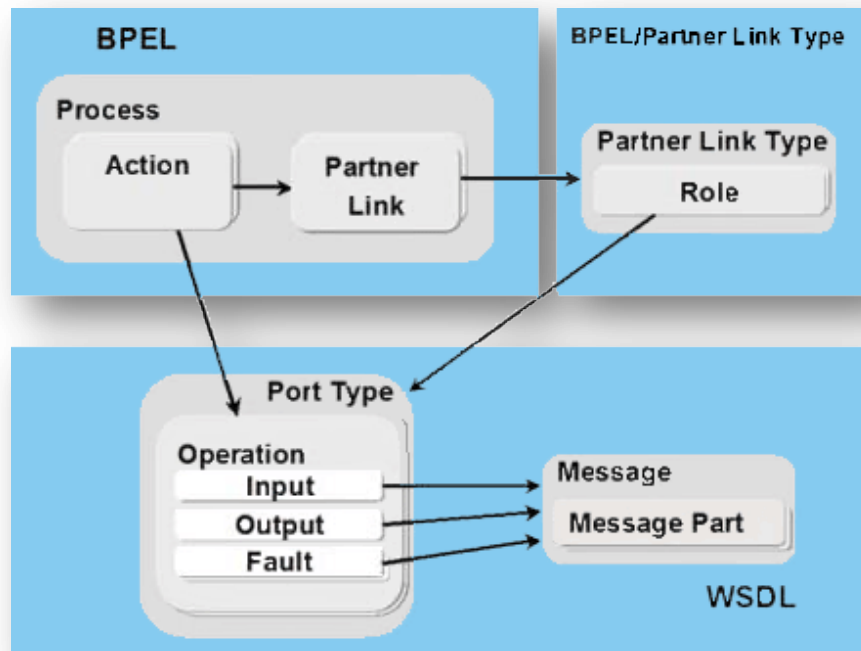 BPEL
Process
Action
Partner
Link
BPEL/Partner Link Type
Partner Link Type
Role
Port Type
Operation
Input
Output
Fault
Message
Message Part
WSDL